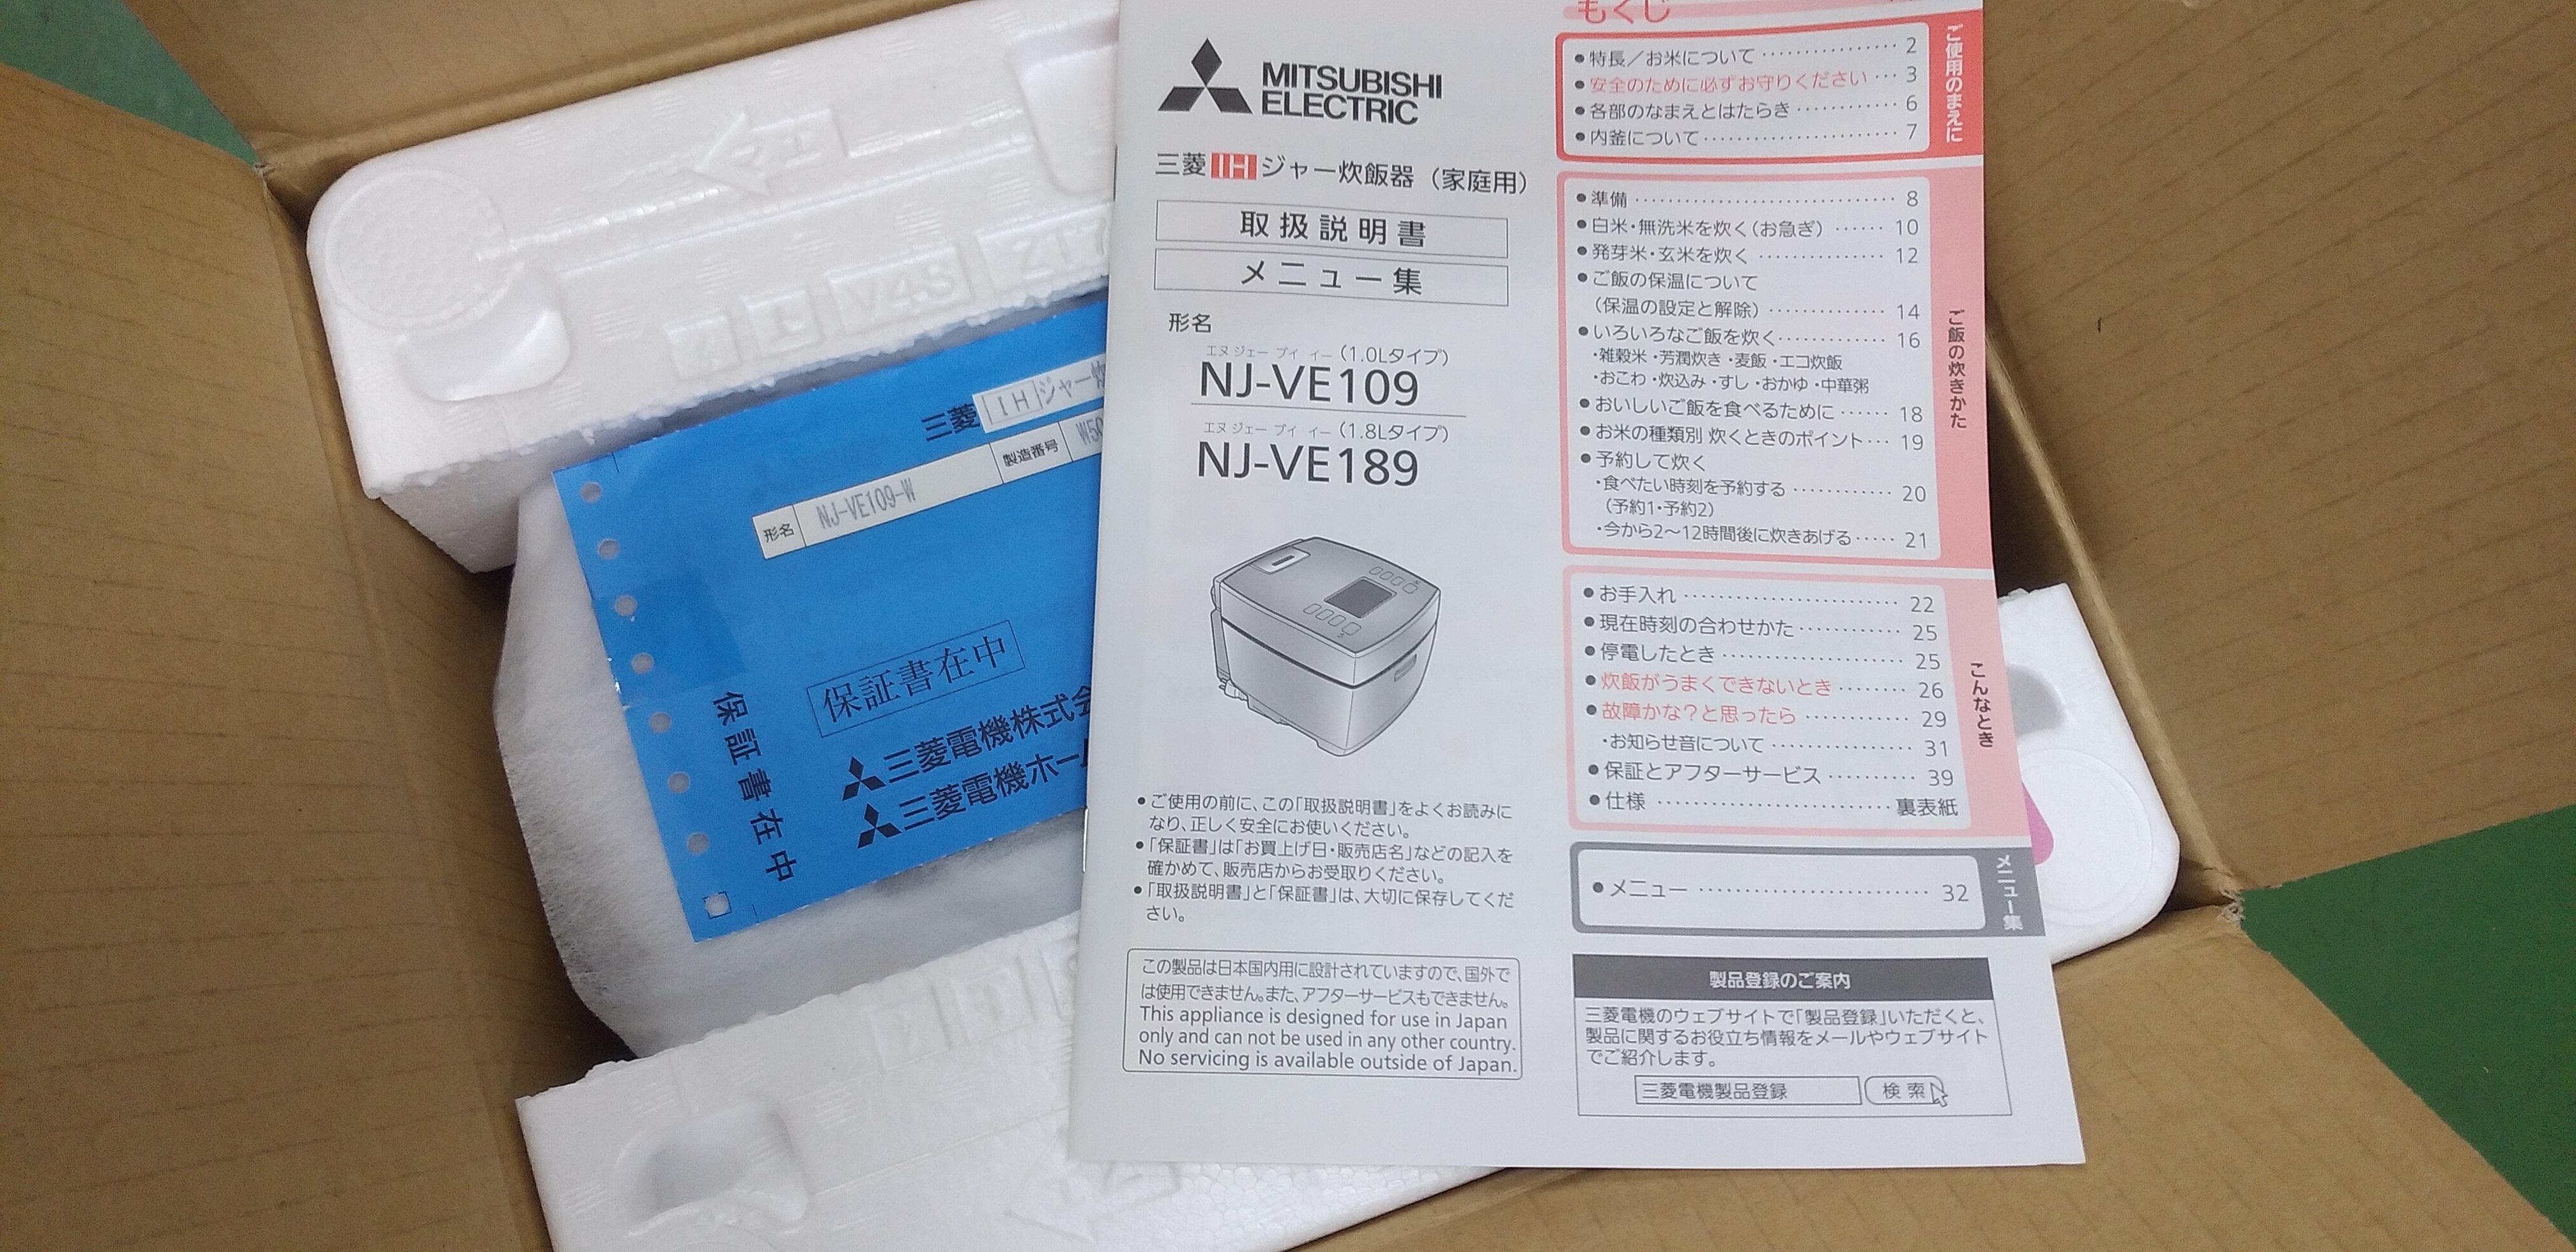 MITSUBISHI
ELECTRIC
三菱IHジャー炊飯器（家庭用）
取扱説明書
メニュー集
形名
エヌ ジェー ブイ イー（1.0Lタイプ）
NJ-VE109
エヌ ジェー ブイ イー（1.8Lタイプ）
NJ-VE189
●ご使用の前に、この「取扱説明書」をよくお読みに
なり、正しく安全にお使いください。
●「保証書」は「お買上げ日・販売店名」などの記入を
確かめて、販売店からお受取りください。
●「取扱説明書」と「保証書」は、大切に保存してくだ
さい。
この製品は日本国内用に設計されていますので、国外で
は使用できません。また、アフターサービスもできません。
This appliance is designed for use in Japan
only and can not be used in any other country.
No servicing is available outside of Japan.
もくじ
ご使用のまえに
●特長／お米について 2
●安全のために必ずお守りください 3
●各部のなまえとはたらき 6
●内釜について 7
ご飯の炊きかた
●準備 8
●白米・無洗米を炊く（お急ぎ） 10
●発芽米・玄米を炊く 12
●ご飯の保温について
（保温の設定と解除） 14
●いろいろなご飯を炊く 16
・雑穀米・芳潤炊き・麦飯・エコ炊飯
・おこわ・炊込み・すし・おかゆ・中華粥
●おいしいご飯を食べるために 18
●お米の種類別 炊くときのポイント 19
●予約して炊く
・食べたい時刻を予約する 20
（予約1・予約2）
・今から2～12時間後に炊きあげる 21
こんなとき
●お手入れ 22
●現在時刻の合わせかた 25
●停電したとき 25
●炊飯がうまくできないとき 26
●故障かな？と思ったら 29
・お知らせ音について 31
●保証とアフターサービス 39
●仕様 裏表紙
メニュー集
●メニュー 32
製品登録のご案内
三菱電機のウェブサイトで「製品登録」いただくと、
製品に関するお役立ち情報をメールやウェブサイト
でご紹介します。
三菱電機製品登録 検索
三菱IHジャー炊
形名 NJ-VE109-W 製造番号 W50
保証書在中
三菱電機株式会
三菱電機ホーム
保証書在中
V4S